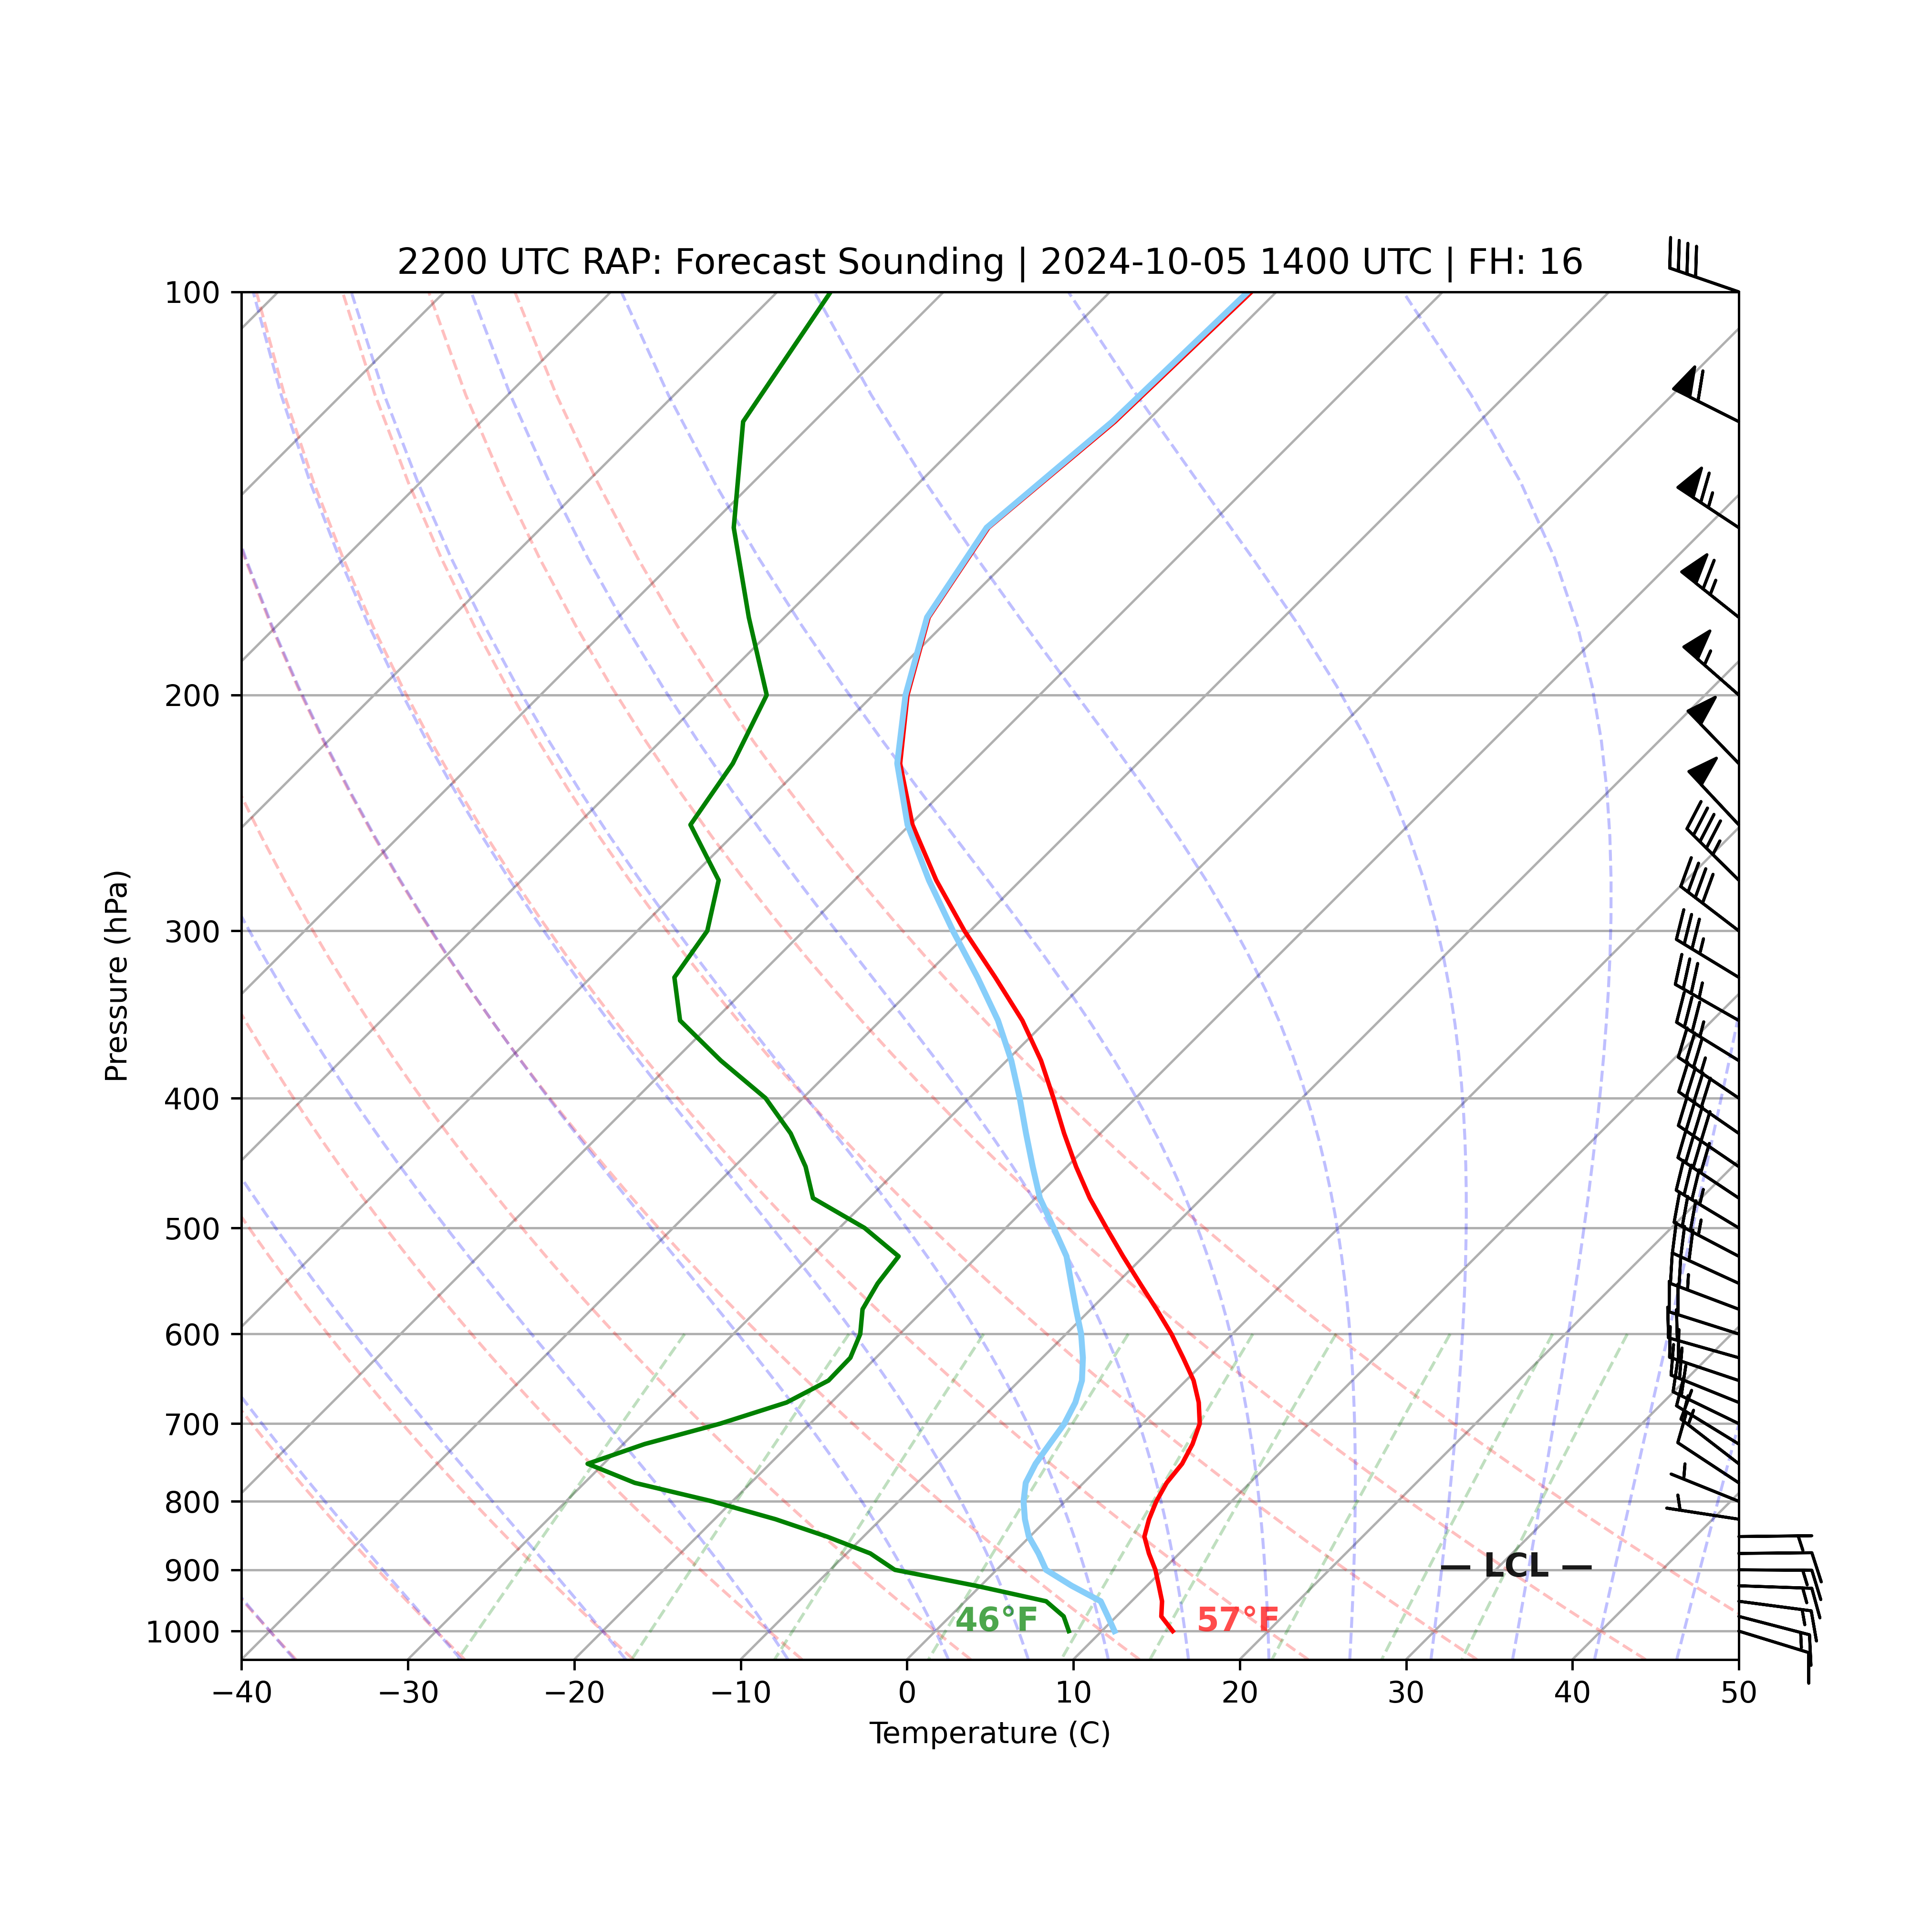 2200 UTC RAP: Forecast Sounding | 2024-10-05 1400 UTC | FH: 16
100
200
300
400
500
600
700
800
900
1000
Pressure (hPa)
— LCL —
46°F
57°F
−40 −30 −20 −10 0 10 20 30 40 50
Temperature (C)